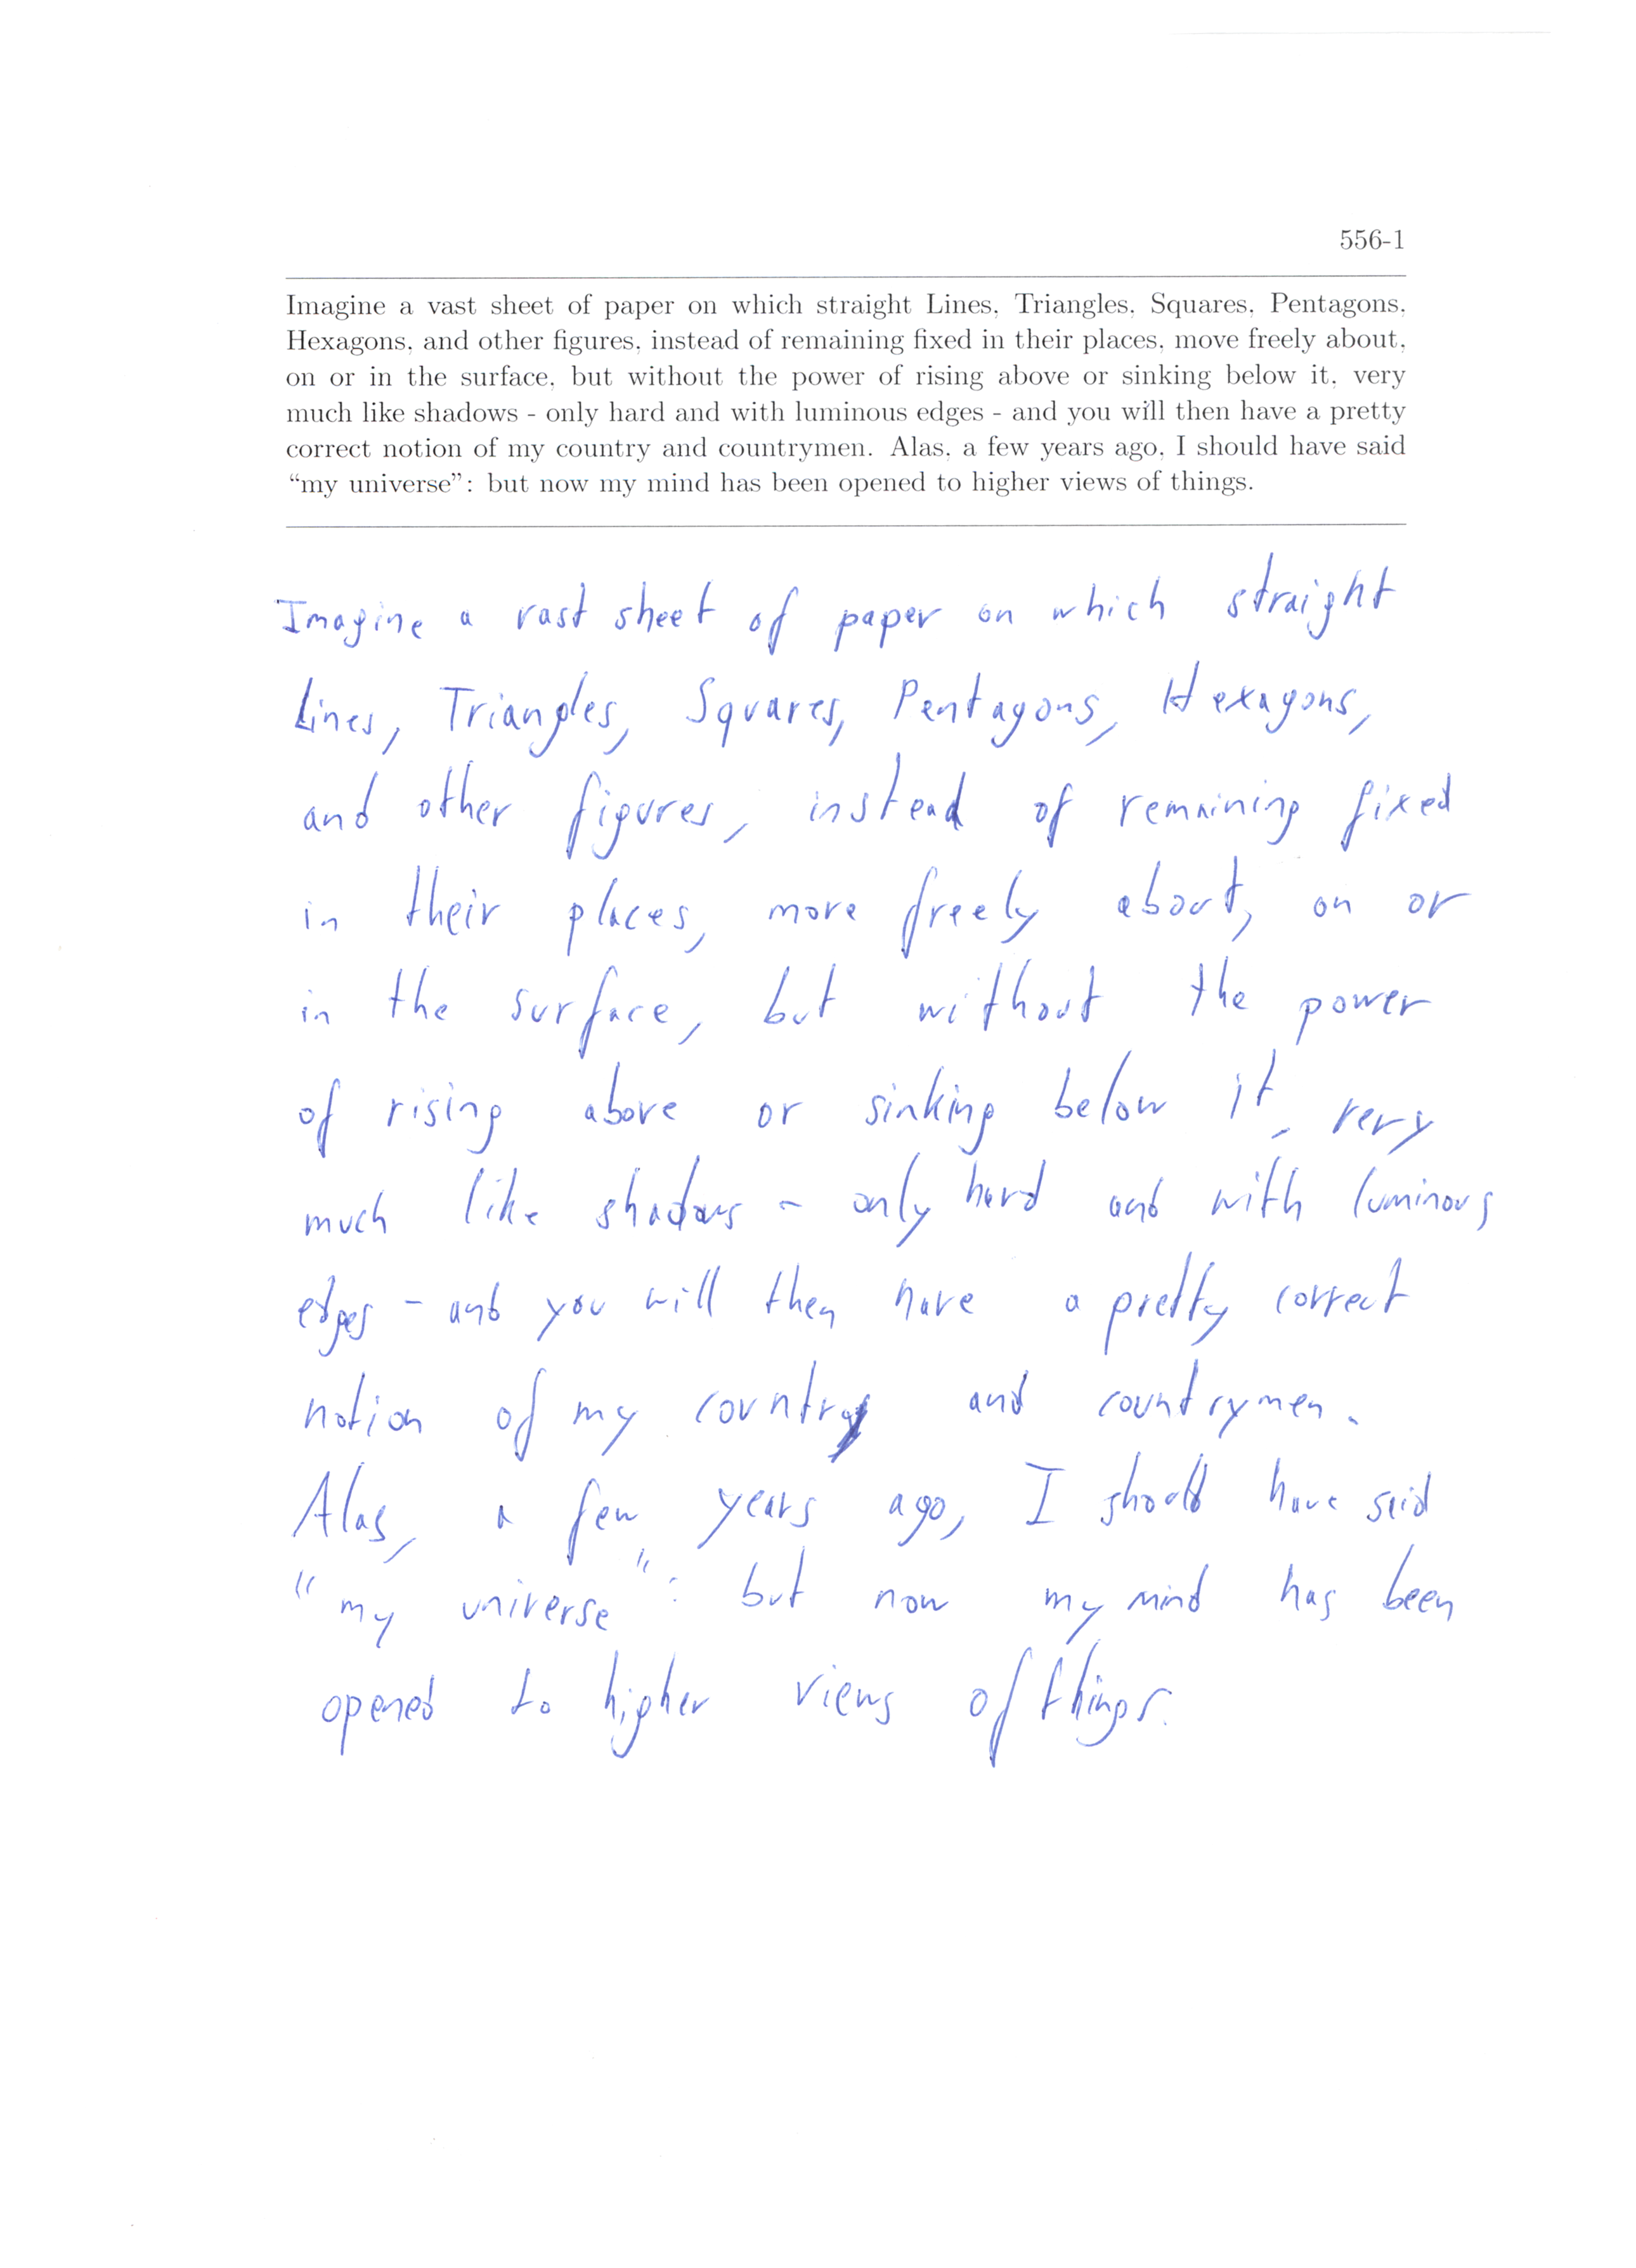 556-1
Imagine a vast sheet of paper on which straight Lines, Triangles, Squares, Pentagons,
Hexagons, and other figures, instead of remaining fixed in their places, move freely about,
on or in the surface, but without the power of rising above or sinking below it, very
much like shadows - only hard and with luminous edges - and you will then have a pretty
correct notion of my country and countrymen. Alas, a few years ago, I should have said
“my universe”: but now my mind has been opened to higher views of things.
Imagine a vast sheet of paper on which straight
Lines, Triangles, Squares, Pentagons, Hexagons,
and other figures, instead of remaining fixed
in their places, move freely about, on or
in the surface, but without the power
of rising above or sinking below it, very
much like shadows - only hard and with luminous
edges - and you will then have a pretty correct
notion of my country and countrymen.
Alas, a few years ago, I should have said
“my universe”: but now my mind has been
opened to higher views of things.